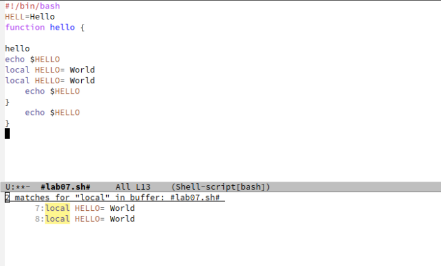 #!/bin/bash
HELL=Hello
function hello {
hello
echo $HELLO
local HELLO= World
local HELLO= World
echo $HELLO
}
echo $HELLO
}
U:**- #lab07.sh# All L13 (Shell-script[bash])
2 matches for "local" in buffer: #lab07.sh#
7:local HELLO= World
8:local HELLO= World